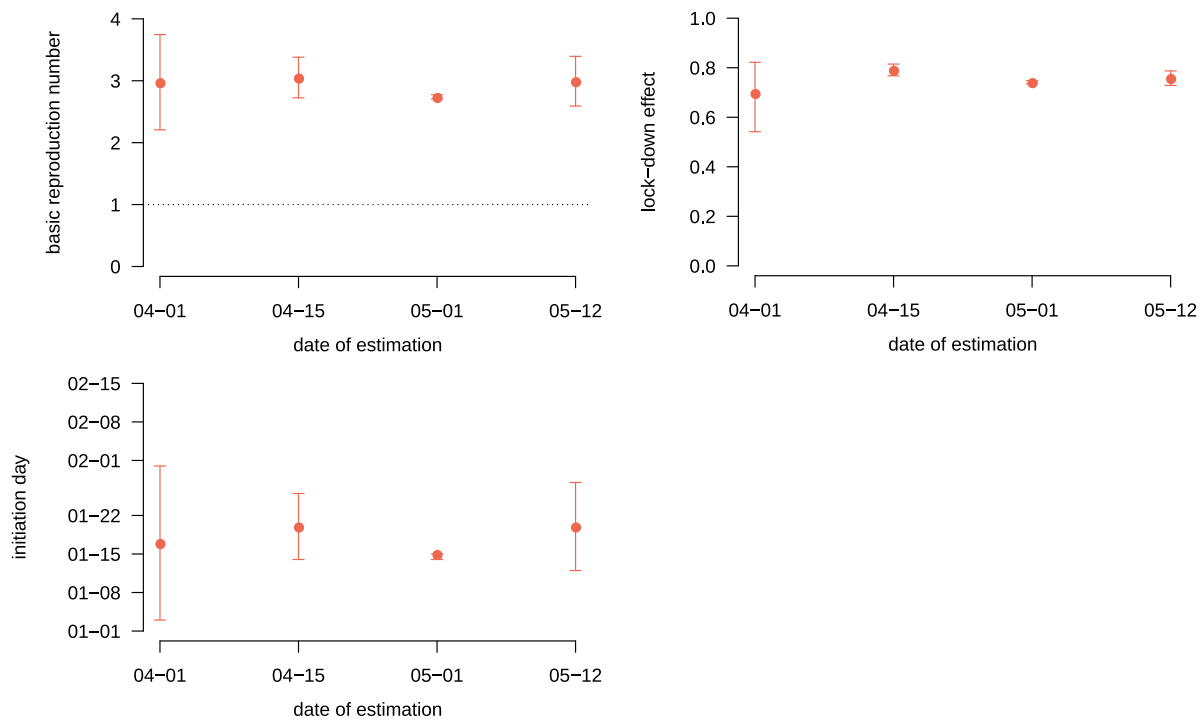 basic reproduction number
4
3
2
1
0
04−01 04−15 05−01 05−12
date of estimation
lock−down effect
1.0
0.8
0.6
0.4
0.2
0.0
04−01 04−15 05−01 05−12
date of estimation
initiation day
02−15
02−08
02−01
01−22
01−15
01−08
01−01
04−01 04−15 05−01 05−12
date of estimation